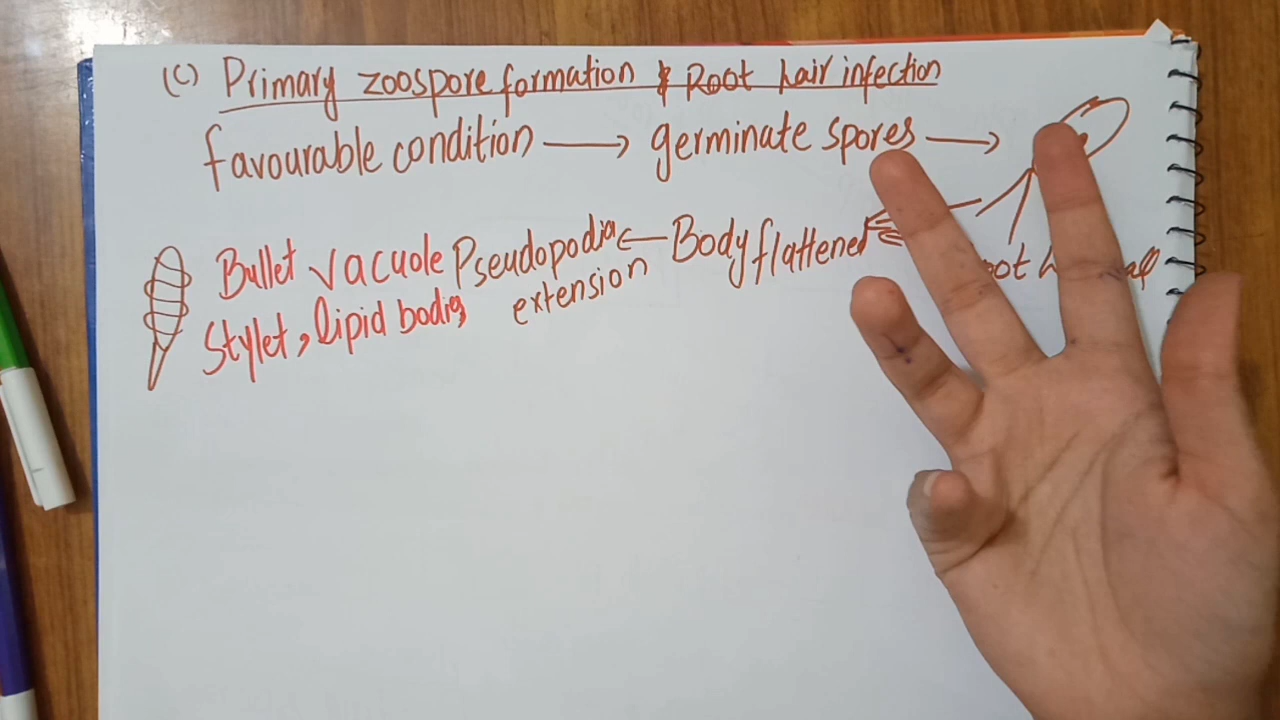 (C) Primary zoospore formation & Root hair infection
favourable condition → germinate spores →
Bullet vacuole Pseudopodia ← Body flattened
Stylet, lipid bodies extension